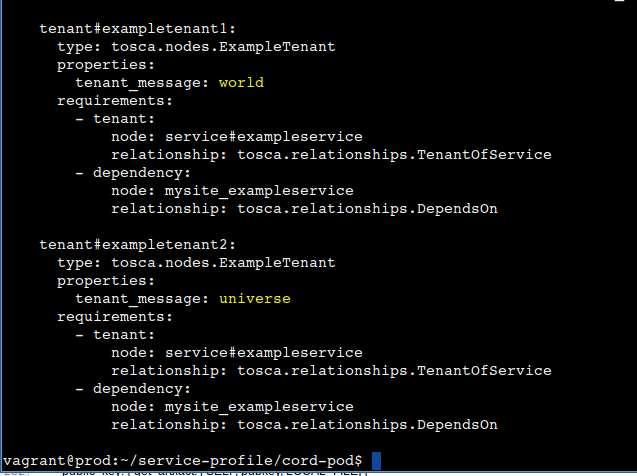 tenant#exampletenant1:
type: tosca.nodes.ExampleTenant
properties:
tenant_message: world
requirements:
- tenant:
node: service#exampleservice
relationship: tosca.relationships.TenantOfService
- dependency:
node: mysite_exampleservice
relationship: tosca.relationships.DependsOn
tenant#exampletenant2:
type: tosca.nodes.ExampleTenant
properties:
tenant_message: universe
requirements:
- tenant:
node: service#exampleservice
relationship: tosca.relationships.TenantOfService
- dependency:
node: mysite_exampleservice
relationship: tosca.relationships.DependsOn
vagrant@prod:~/service-profile/cord-pod$